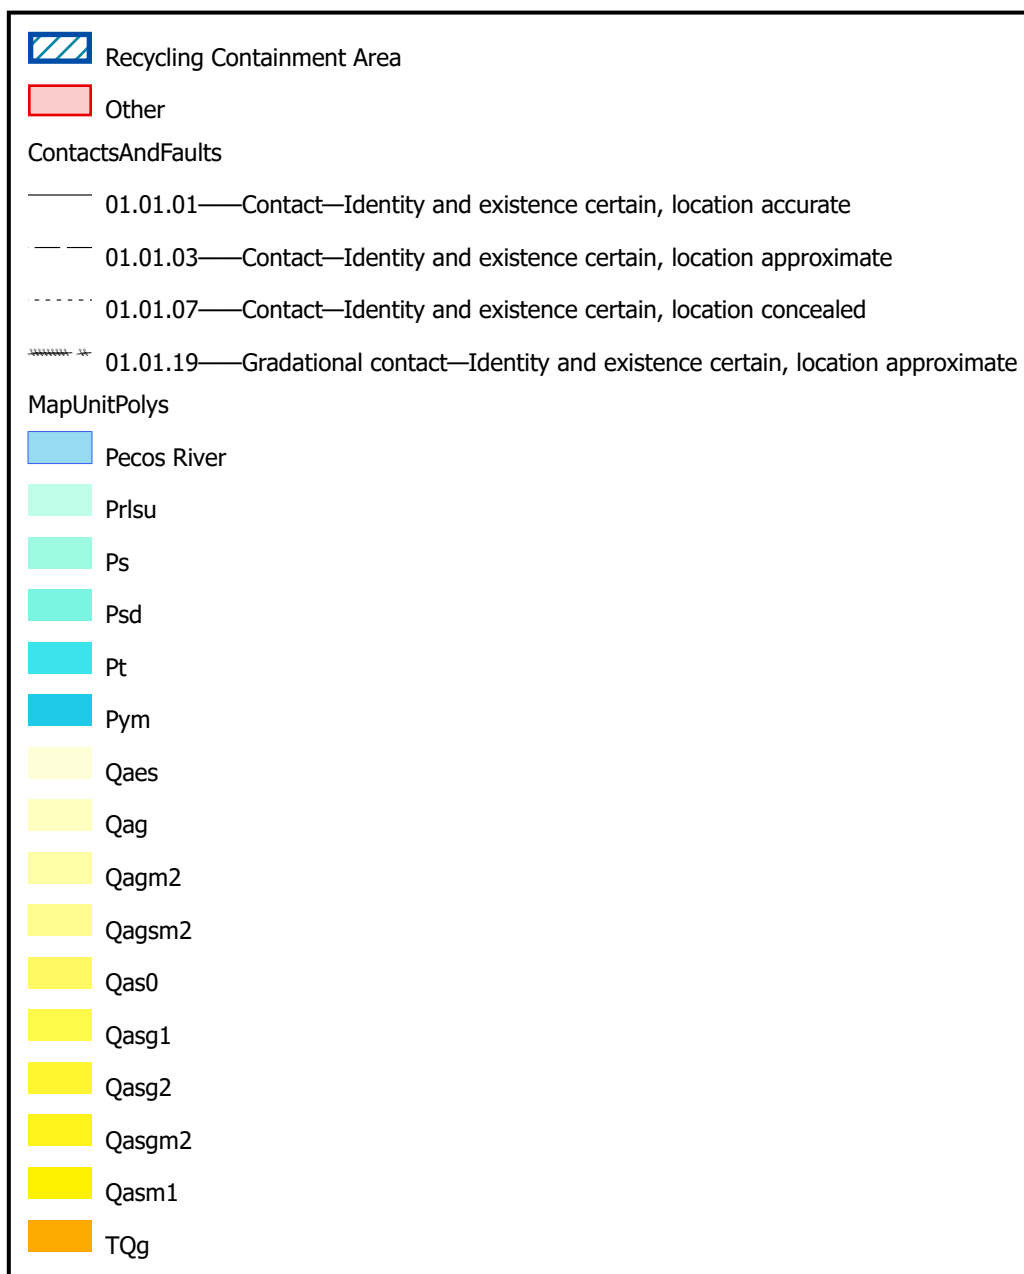 Recycling Containment Area
Other
ContactsAndFaults
01.01.01——Contact—Identity and existence certain, location accurate
01.01.03——Contact—Identity and existence certain, location approximate
01.01.07——Contact—Identity and existence certain, location concealed
01.01.19——Gradational contact—Identity and existence certain, location approximate
MapUnitPolys
Pecos River
Prlsu
Ps
Psd
Pt
Pym
Qaes
Qag
Qagm2
Qagsm2
Qas0
Qasg1
Qasg2
Qasgm2
Qasm1
TQg